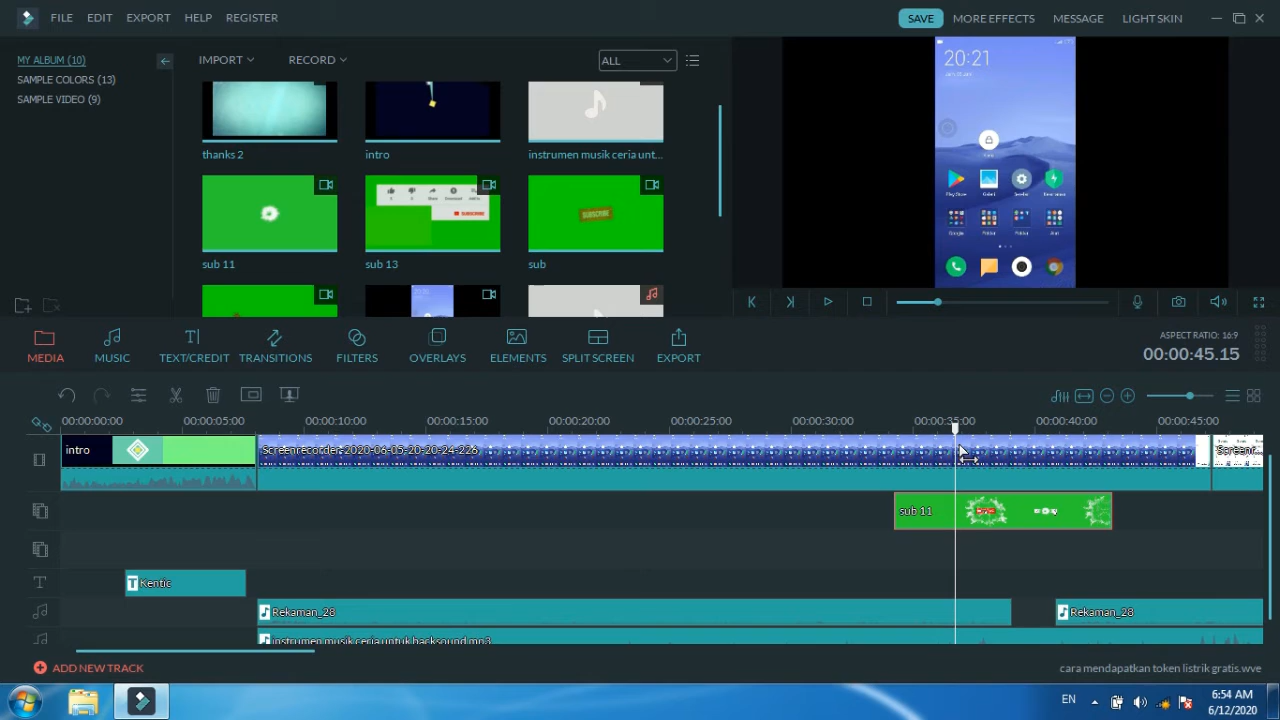 FILE EDIT EXPORT HELP REGISTER SAVE MORE EFFECTS MESSAGE LIGHT SKIN
MY ALBUM (10)
SAMPLE COLORS (13)
SAMPLE VIDEO (9)
IMPORT RECORD ALL
thanks 2 intro instrumen musik ceria unt...
SUBSCRIBE
SUBSCRIBE
sub 11 sub 13 sub
20:21
Play Store
Google
MEDIA MUSIC TEXT/CREDIT TRANSITIONS FILTERS OVERLAYS ELEMENTS SPLIT SCREEN EXPORT
ASPECT RATIO: 16:9
00:00:45.15
00:00:00:00 00:00:05:00 00:00:10:00 00:00:15:00 00:00:20:00 00:00:25:00 00:00:30:00 00:00:35:00 00:00:40:00 00:00:45:00
intro Screenrecorder-2020-06-05-20-20-24-226 Screenr...
sub 11
T Kentic
Rekaman_28 Rekaman_28
instrumen musik ceria untuk backsound.mp3
ADD NEW TRACK cara mendapatkan token listrik gratis.wve
EN 6:54 AM
6/12/2020